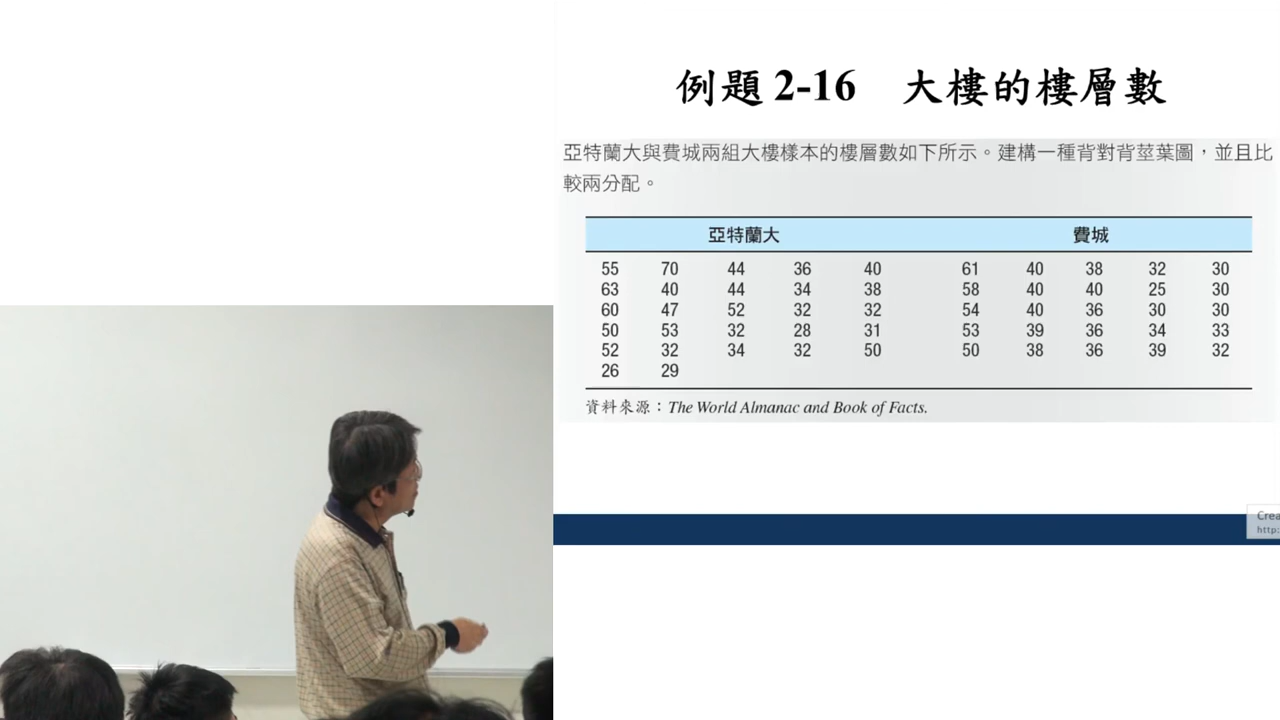 例題 2-16 大樓的樓層數
亞特蘭大與費城兩組大樓樣本的樓層數如下所示。建構一種背對背莖葉圖，並且比
較兩分配。
亞特蘭大 費城
55 70 44 36 40 61 40 38 32 30
63 40 44 34 38 58 40 40 25 30
60 47 52 32 32 54 40 36 30 30
50 53 32 28 31 53 39 36 34 33
52 32 34 32 50 50 38 36 39 32
26 29
資料來源：The World Almanac and Book of Facts.
Crea
http: